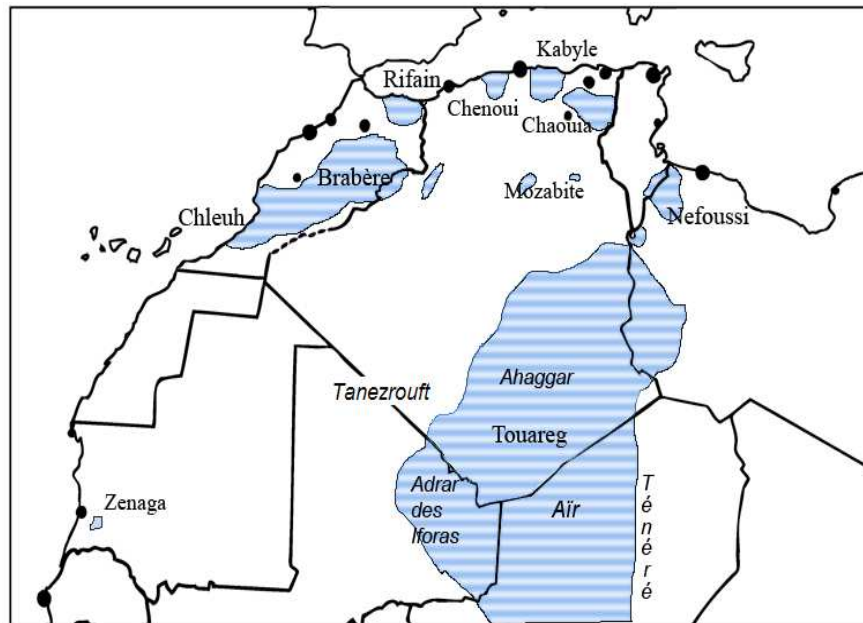 Kabyle
Rifain
Chenoui
Chaouia
Brabère
Mozabite
Chleuh
Nefoussi
Ahaggar
Tanezrouft
Touareg
Adrar
des
Iforas
Aïr
Ténéré
Zenaga